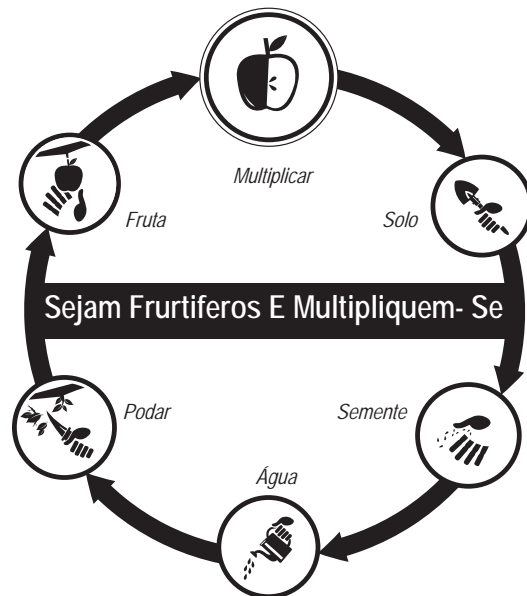 Multiplicar
Fruta
Solo
Sejam Frurtiferos E Multipliquem- Se
Podar
Semente
Água